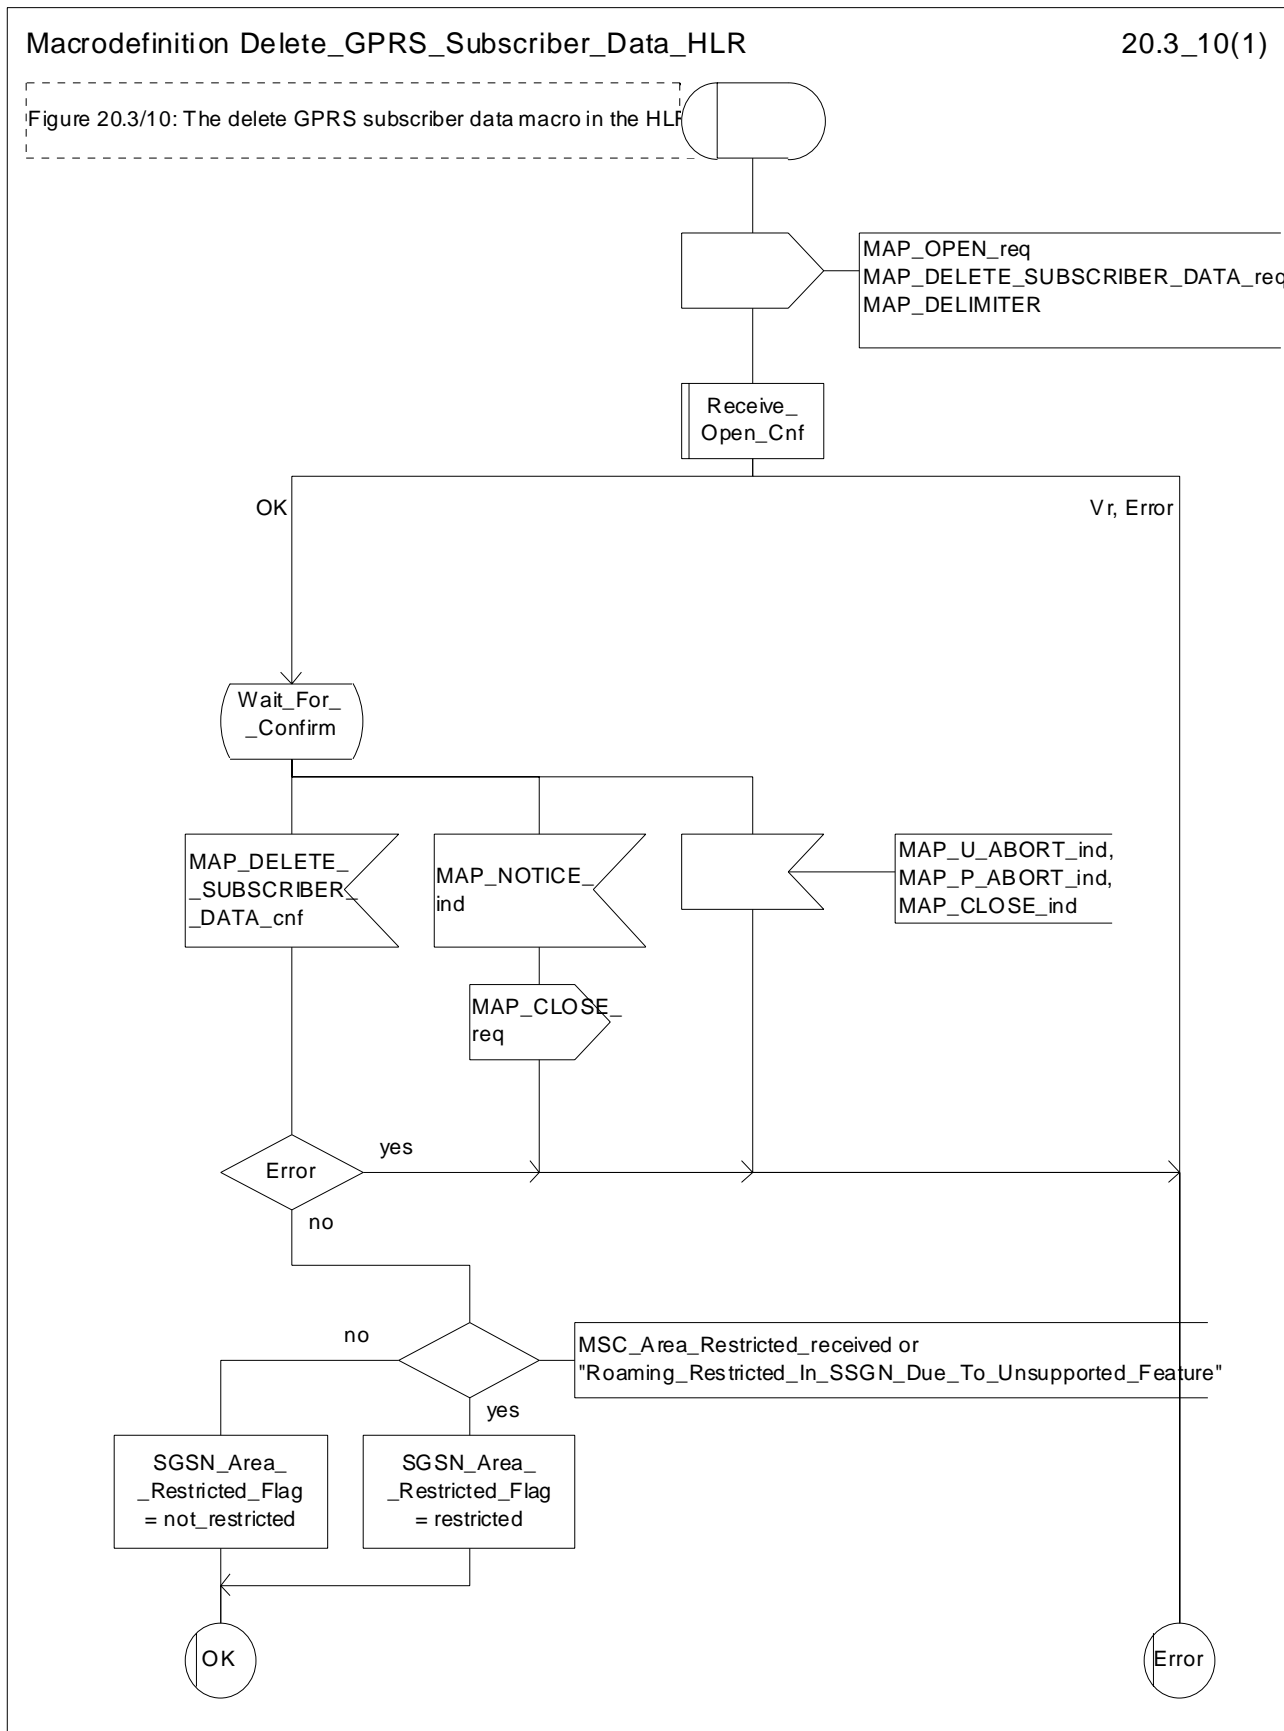 Macrodefinition Delete_GPRS_Subscriber_Data_HLR
20.3_10(1)
Figure 20.3/10: The delete GPRS subscriber data macro in the HLR
MAP_OPEN_req
MAP_DELETE_SUBSCRIBER_DATA_req
MAP_DELIMITER
Receive_
Open_Cnf
OK
Vr, Error
Wait_For_
_Confirm
MAP_DELETE_
_SUBSCRIBER_
_DATA_cnf
MAP_NOTICE_
ind
MAP_U_ABORT_ind,
MAP_P_ABORT_ind,
MAP_CLOSE_ind
MAP_CLOSE_
req
Error
yes
no
no
MSC_Area_Restricted_received or
"Roaming_Restricted_In_SSGN_Due_To_Unsupported_Feature"
yes
SGSN_Area_
_Restricted_Flag
= not_restricted
SGSN_Area_
_Restricted_Flag
= restricted
OK
Error